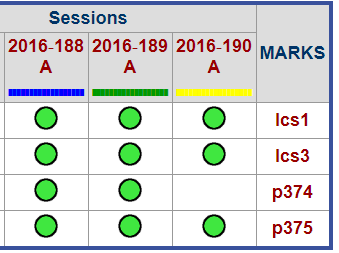 Sessions
2016-188 2016-189 2016-190 MARKS
A A A
lcs1
lcs3
p374
p375